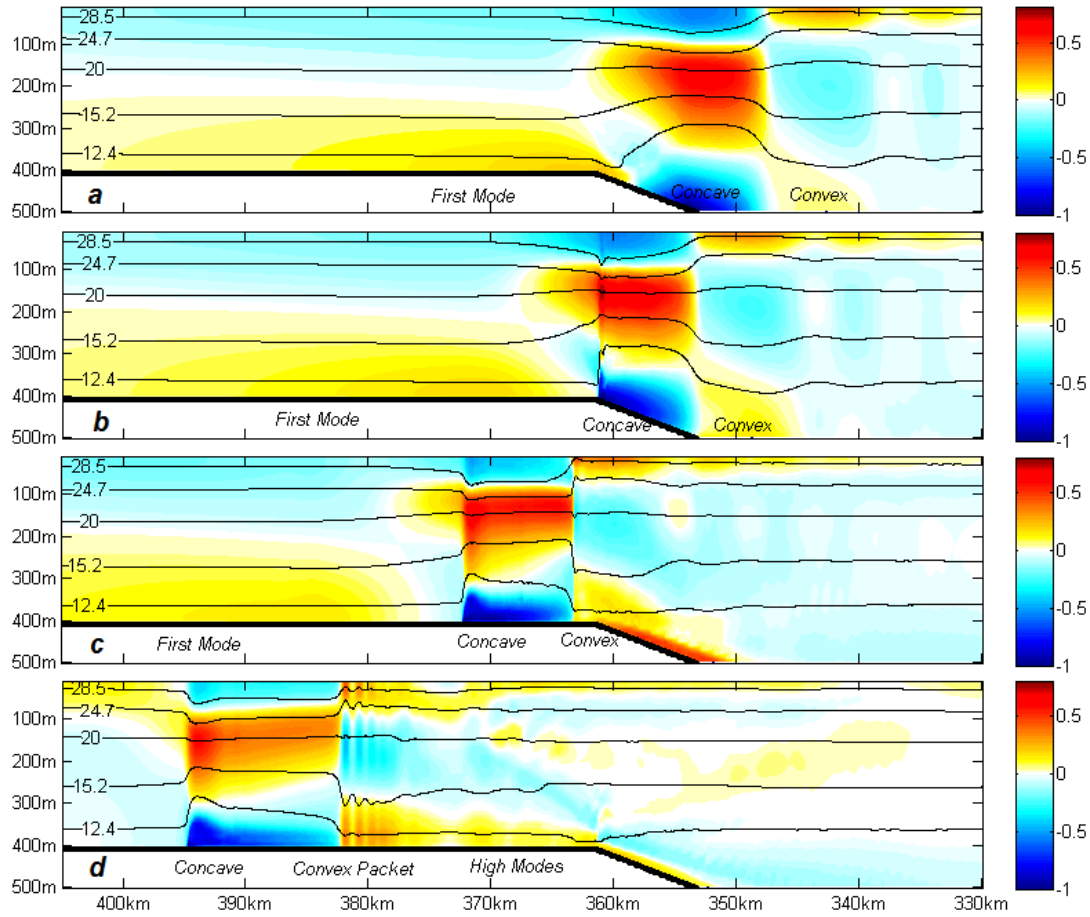 28.5
24.7
100m
20
200m
15.2
300m
12.4
400m
a First Mode Concave Convex
500m
0.5
0
-0.5
-1
28.5
24.7
100m
20
200m
15.2
300m
12.4
400m
b First Mode Concave Convex
500m
0.5
0
-0.5
-1
28.5
24.7
100m
20
200m
15.2
300m
12.4
400m
c First Mode Concave Convex
500m
0.5
0
-0.5
-1
28.5
24.7
100m
20
200m
15.2
300m
12.4
400m
d Concave Convex Packet High Modes
500m
0.5
0
-0.5
-1
400km 390km 380km 370km 360km 350km 340km 330km